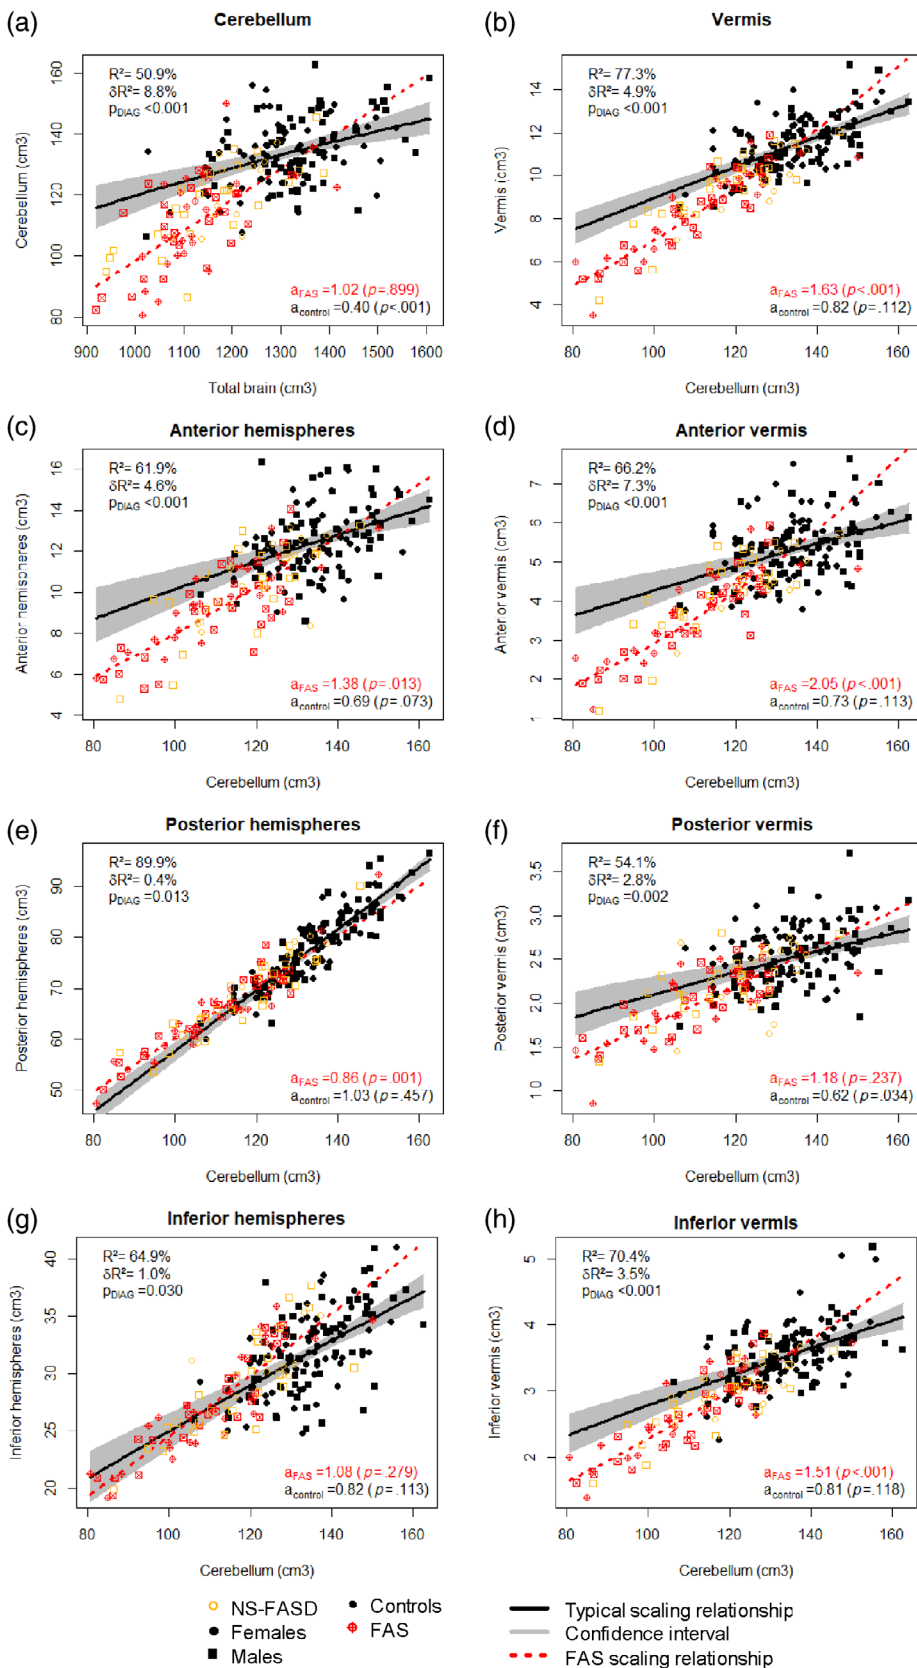 (a)
Cerebellum
R²= 50.9%
δR²= 8.8%
pDIAG <0.001
160
140
120
100
80
Cerebellum (cm3)
aFAS=1.02 (p=.899)
acontrol=0.40 (p<.001)
900 1000 1100 1200 1300 1400 1500 1600
Total brain (cm3)
(b)
Vermis
R²= 77.3%
δR²= 4.9%
pDIAG <0.001
14
12
10
8
6
4
Vermis (cm3)
aFAS=1.63 (p<.001)
acontrol=0.82 (p=.112)
80 100 120 140 160
Cerebellum (cm3)
(c)
Anterior hemispheres
R²= 61.9%
δR²= 4.6%
pDIAG <0.001
16
14
12
10
8
6
4
Anterior hemispheres (cm3)
aFAS=1.38 (p=.013)
acontrol=0.69 (p=.073)
80 100 120 140 160
Cerebellum (cm3)
(d)
Anterior vermis
R²= 66.2%
δR²= 7.3%
pDIAG <0.001
7
6
5
4
3
2
1
Anterior vermis (cm3)
aFAS=2.05 (p<.001)
acontrol=0.73 (p=.113)
80 100 120 140 160
Cerebellum (cm3)
(e)
Posterior hemispheres
R²= 89.9%
δR²= 0.4%
pDIAG =0.013
90
80
70
60
50
Posterior hemispheres (cm3)
aFAS=0.86 (p=.001)
acontrol=1.03 (p=.457)
80 100 120 140 160
Cerebellum (cm3)
(f)
Posterior vermis
R²= 54.1%
δR²= 2.8%
pDIAG =0.002
3.5
3.0
2.5
2.0
1.5
1.0
Posterior vermis (cm3)
aFAS=1.18 (p=.237)
acontrol=0.62 (p=.034)
80 100 120 140 160
Cerebellum (cm3)
(g)
Inferior hemispheres
R²= 64.9%
δR²= 1.0%
pDIAG =0.030
40
35
30
25
20
Inferior hemispheres (cm3)
aFAS=1.08 (p=.279)
acontrol=0.82 (p=.113)
80 100 120 140 160
Cerebellum (cm3)
(h)
Inferior vermis
R²= 70.4%
δR²= 3.5%
pDIAG <0.001
5
4
3
2
Inferior vermis (cm3)
aFAS=1.51 (p<.001)
acontrol=0.81 (p=.118)
80 100 120 140 160
Cerebellum (cm3)
NS-FASD
Females
Males
Controls
FAS
Typical scaling relationship
Confidence interval
FAS scaling relationship